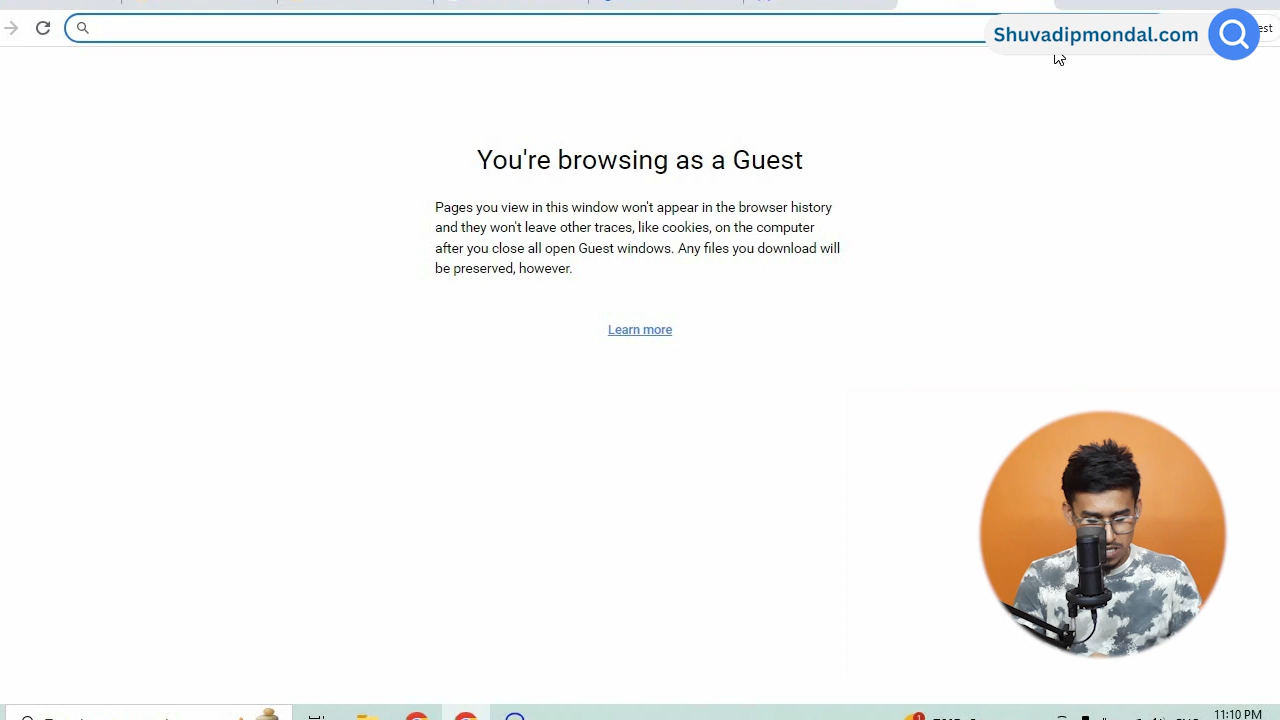 Shuvadipmondal.com
You're browsing as a Guest
Pages you view in this window won't appear in the browser history
and they won't leave other traces, like cookies, on the computer
after you close all open Guest windows. Any files you download will
be preserved, however.
Learn more
11:10 PM